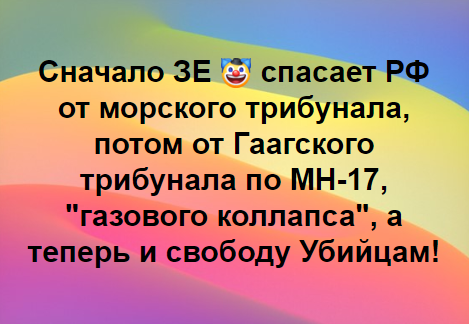 Сначало ЗЕ 🤡 спасает РФ
от морского трибунала,
потом от Гаагского
трибунала по МН-17,
"газового коллапса", а
теперь и свободу Убийцам!